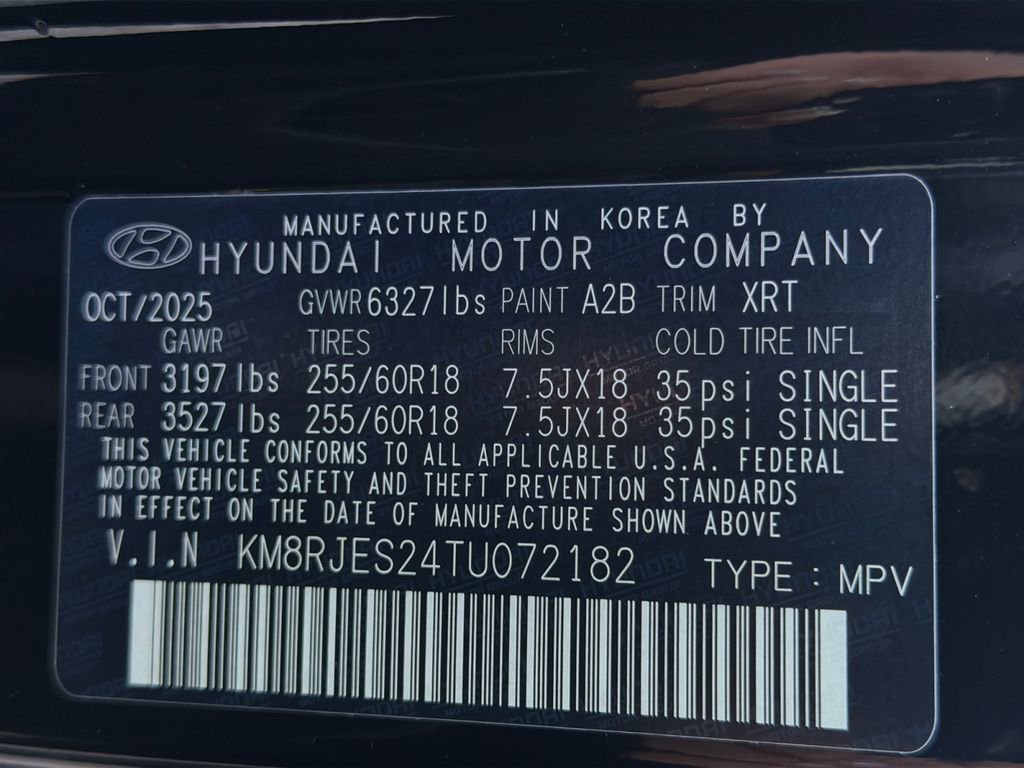 MANUFACTURED IN KOREA BY
HYUNDAI MOTOR COMPANY
OCT/2025 GVWR 6327lbs PAINT A2B TRIM XRT
GAWR TIRES RIMS COLD TIRE INFL
FRONT 3197lbs 255/60R18 7.5JX18 35psi SINGLE
REAR 3527lbs 255/60R18 7.5JX18 35psi SINGLE
THIS VEHICLE CONFORMS TO ALL APPLICABLE U.S.A. FEDERAL
MOTOR VEHICLE SAFETY AND THEFT PREVENTION STANDARDS
IN EFFECT ON THE DATE OF MANUFACTURE SHOWN ABOVE
V.I.N KM8RJES24TU072182 TYPE : MPV